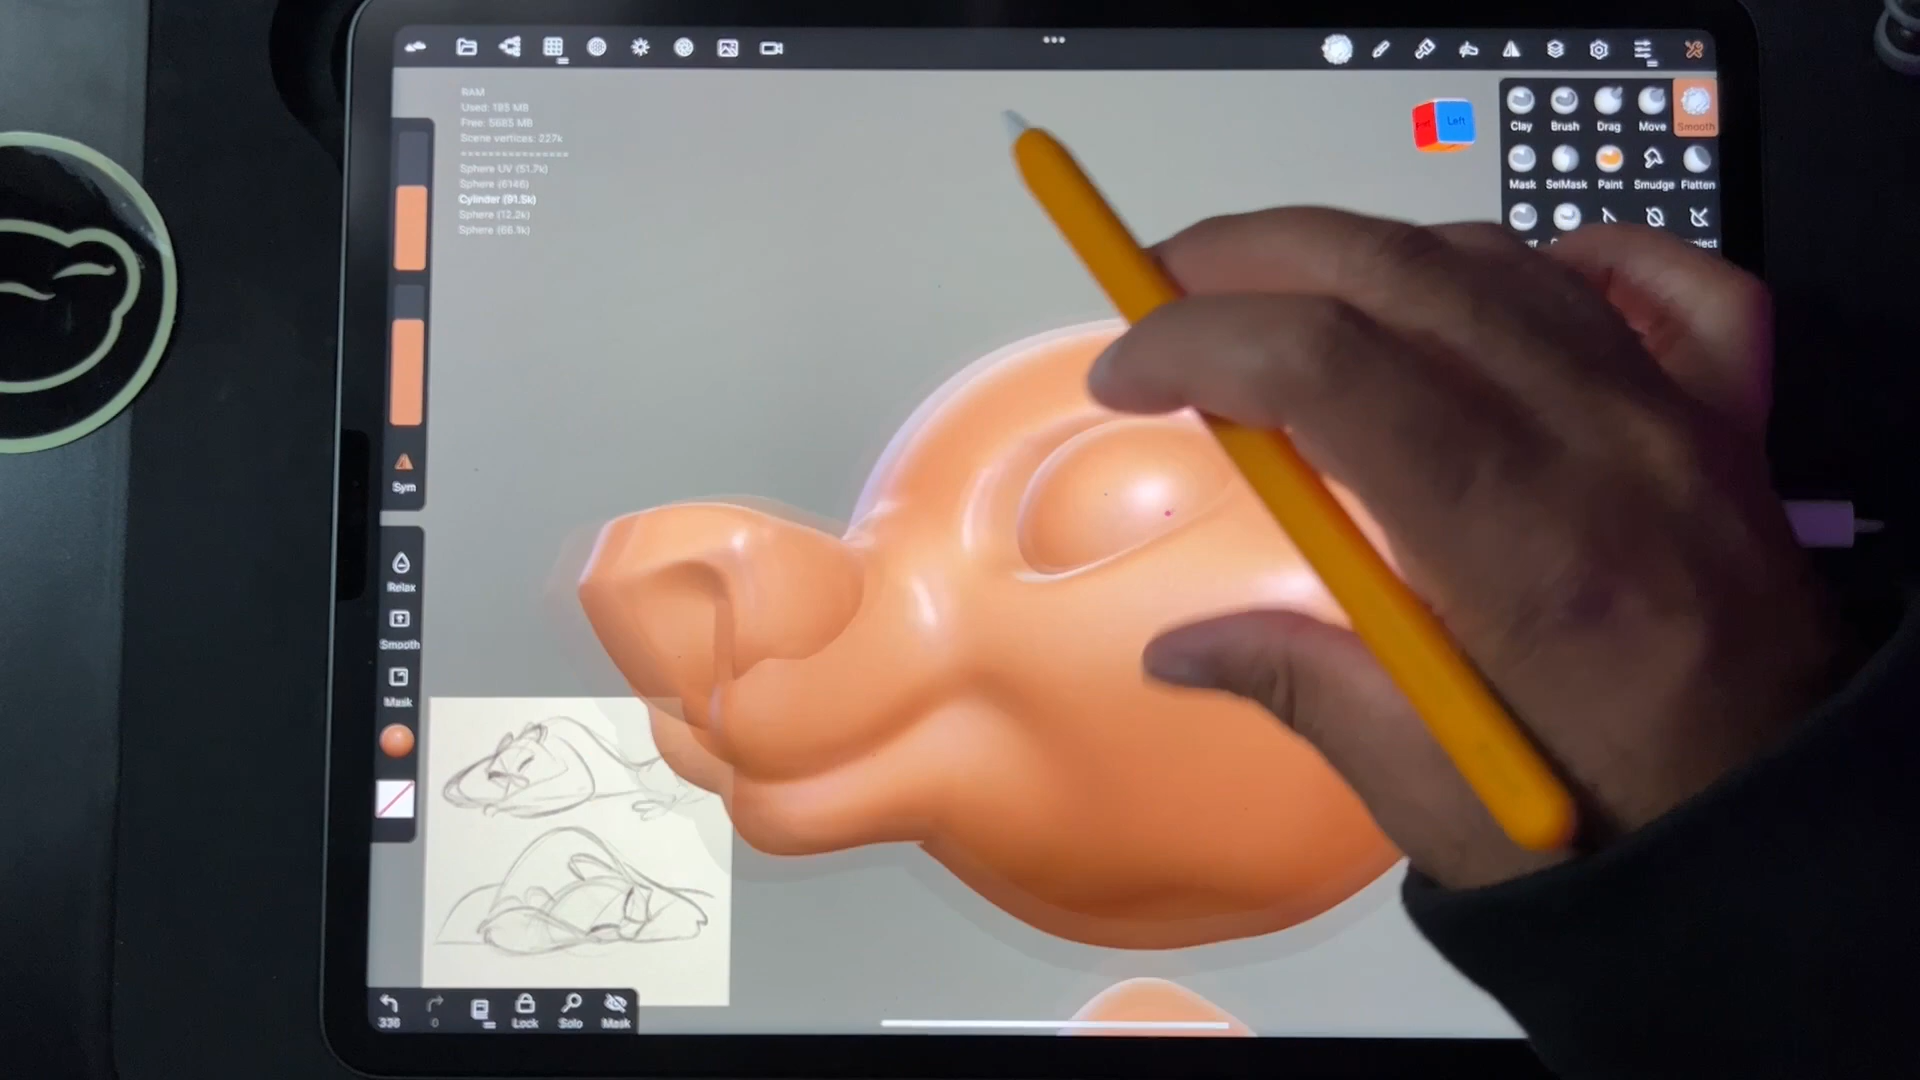 RAM
Used: 193 MB
Free: 5685 MB
Scene vertices: 227k
==================
Sphere UV (51.7k)
Sphere (6146)
Cylinder (91.5k)
Sphere (12.2k)
Sphere (66.1k)
Left
Clay Brush Drag Move Smooth
Mask SelMask Paint Smudge Flatten
Sym
Relax
Smooth
Mask
336 0 Lock Solo Mask